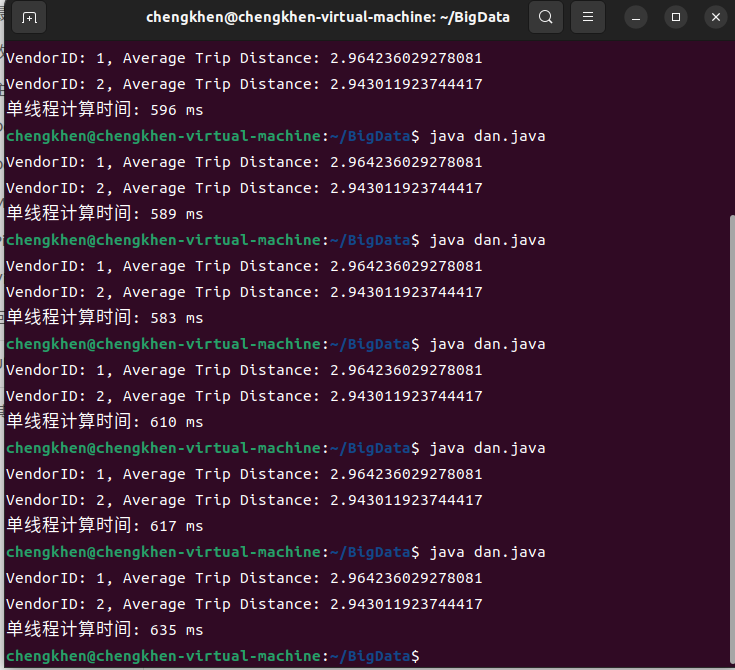 chengkhen@chengkhen-virtual-machine: ~/BigData
VendorID: 1, Average Trip Distance: 2.964236029278081
VendorID: 2, Average Trip Distance: 2.943011923744417
单线程计算时间: 596 ms
chengkhen@chengkhen-virtual-machine:~/BigData$ java dan.java
VendorID: 1, Average Trip Distance: 2.964236029278081
VendorID: 2, Average Trip Distance: 2.943011923744417
单线程计算时间: 589 ms
chengkhen@chengkhen-virtual-machine:~/BigData$ java dan.java
VendorID: 1, Average Trip Distance: 2.964236029278081
VendorID: 2, Average Trip Distance: 2.943011923744417
单线程计算时间: 583 ms
chengkhen@chengkhen-virtual-machine:~/BigData$ java dan.java
VendorID: 1, Average Trip Distance: 2.964236029278081
VendorID: 2, Average Trip Distance: 2.943011923744417
单线程计算时间: 610 ms
chengkhen@chengkhen-virtual-machine:~/BigData$ java dan.java
VendorID: 1, Average Trip Distance: 2.964236029278081
VendorID: 2, Average Trip Distance: 2.943011923744417
单线程计算时间: 617 ms
chengkhen@chengkhen-virtual-machine:~/BigData$ java dan.java
VendorID: 1, Average Trip Distance: 2.964236029278081
VendorID: 2, Average Trip Distance: 2.943011923744417
单线程计算时间: 635 ms
chengkhen@chengkhen-virtual-machine:~/BigData$